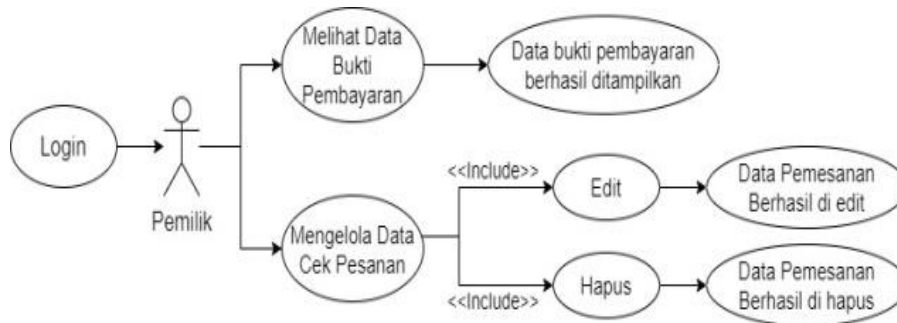 Login
Pemilik
Melihat Data
Bukti
Pembayaran
Data bukti pembayaran
berhasil ditampilkan
Mengelola Data
Cek Pesanan
<<Include>>
Edit
Data Pemesanan
Berhasil di edit
<<Include>>
Hapus
Data Pemesanan
Berhasil di hapus